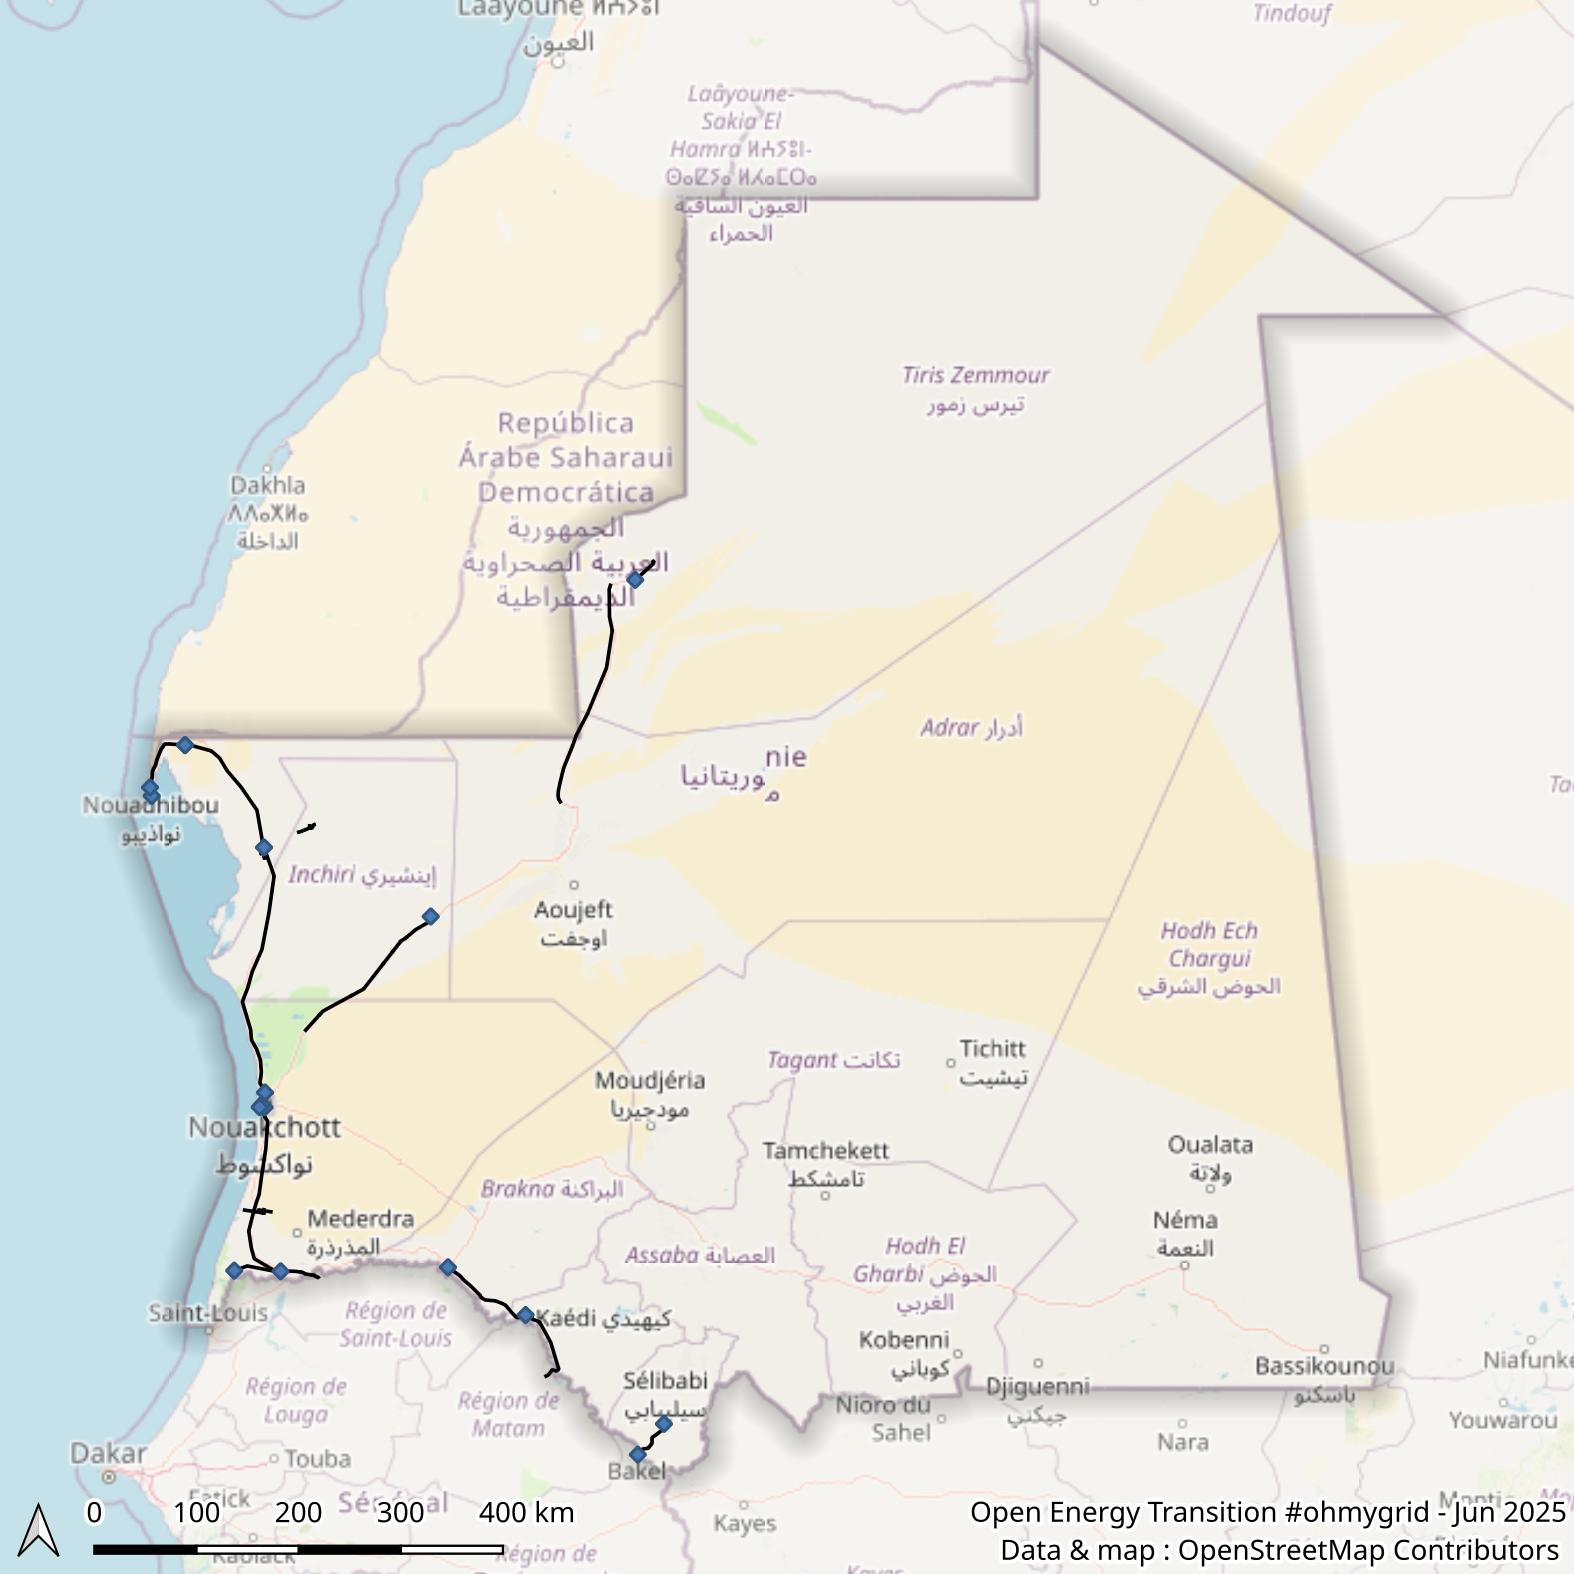 Laâyoune ⵍⵄⵢⵓⵏ
العيون
Tindouf
Laâyoune-
Sakia El
Hamra ⵍⵄⵢⵓⵏ-
ⵙⴰⵇⵢⴰ ⵍⵃⴰⵎⵔⴰ
العيون الساقية
الحمراء
Tiris Zemmour
تيرس زمور
República
Árabe Saharaui
Democrática
الجمهورية
العربية الصحراوية
الديمقراطية
Dakhla
ⴷⴷⴰⵅⵍⴰ
الداخلة
Adrar أدرار
nie
موريتانيا
Nouadhibou
نواذيبو
Inchiri إينشيري
Aoujeft
اوجفت
Hodh Ech
Chargui
الحوض الشرقي
Tagant تكانت
Tichitt
تيشيت
Moudjéria
مودجيريا
Nouakchott
نواكشوط
Tamchekett
تامشكط
Oualata
ولاتة
Brakna البراكنة
Mederdra
المذرذرة
Néma
النعمة
Assaba العصابة
Hodh El
Gharbi الحوض
الغربي
Saint-Louis
Région de
Saint-Louis
Kaédi كيهيدي
Kobenni
كوباني
Bassikounou
باسكنو
Niafunké
Djiguenni
جيكني
Sélibabi
سيليبابي
Région de
Louga
Région de
Matam
Nioro du
Sahel
Youwarou
Nara
Dakar
Touba
Bakel
Fatick
Sénégal
Kayes
0 100 200 300 400 km
Kaolack
Région de
Kayes
Open Energy Transition #ohmygrid - Jun 2025
Data & map : OpenStreetMap Contributors